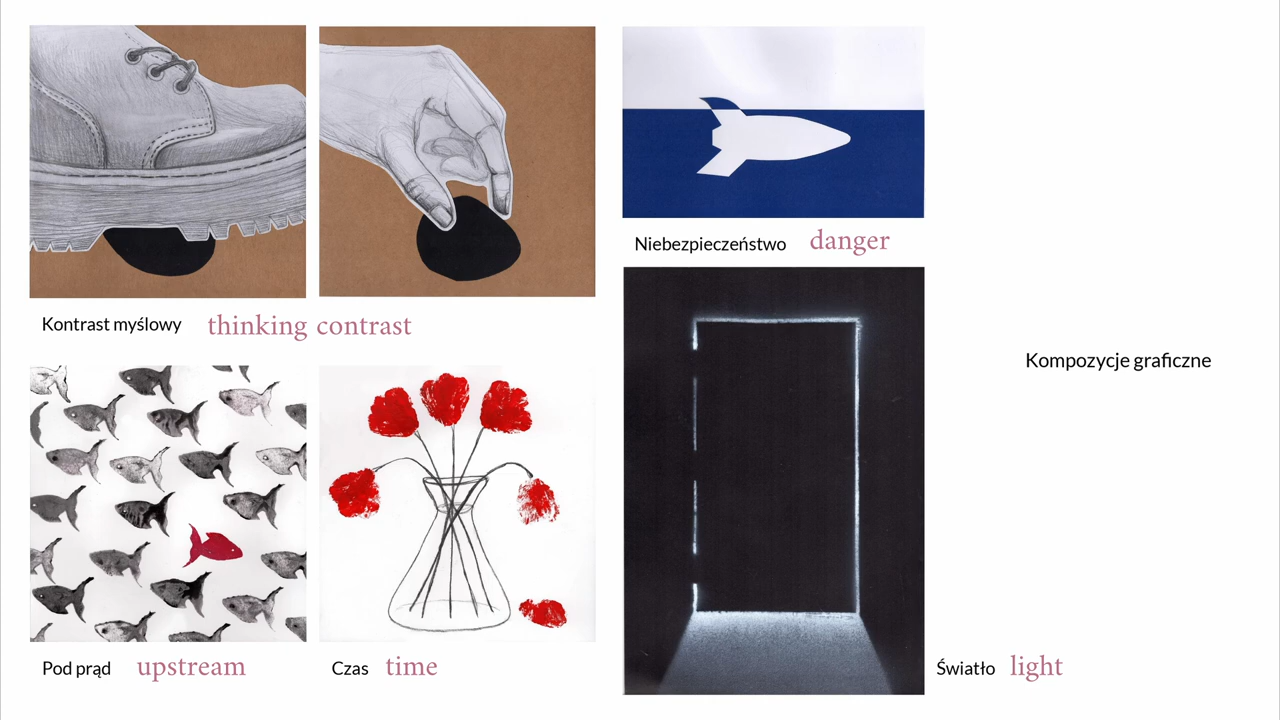 Kontrast myślowy thinking contrast
Niebezpieczeństwo danger
Kompozycje graficzne
Pod prąd upstream
Czas time
Światło light